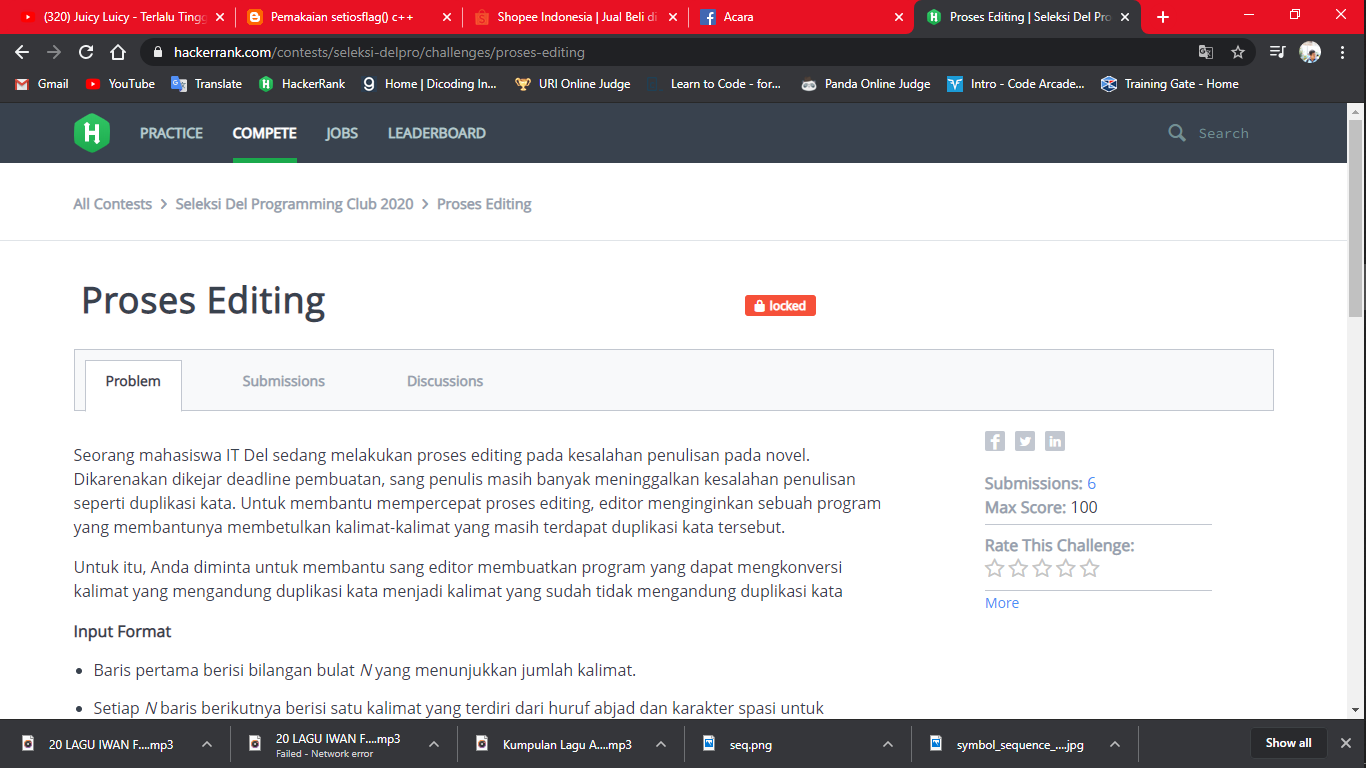 (320) Juicy Luicy - Terlalu Tingg
Pemakaian setiosflag() c++
Shopee Indonesia | Jual Beli di
Acara
Proses Editing | Seleksi Del Pro
hackerrank.com/contests/seleksi-delpro/challenges/proses-editing
Gmail YouTube Translate HackerRank Home | Dicoding In... URI Online Judge Learn to Code - for... Panda Online Judge Intro - Code Arcade... Training Gate - Home
PRACTICE COMPETE JOBS LEADERBOARD Search
All Contests > Seleksi Del Programming Club 2020 > Proses Editing
Proses Editing
locked
Problem Submissions Discussions
Seorang mahasiswa IT Del sedang melakukan proses editing pada kesalahan penulisan pada novel.
Dikarenakan dikejar deadline pembuatan, sang penulis masih banyak meninggalkan kesalahan penulisan
seperti duplikasi kata. Untuk membantu mempercepat proses editing, editor menginginkan sebuah program
yang membantunya membetulkan kalimat-kalimat yang masih terdapat duplikasi kata tersebut.
Untuk itu, Anda diminta untuk membantu sang editor membuatkan program yang dapat mengkonversi
kalimat yang mengandung duplikasi kata menjadi kalimat yang sudah tidak mengandung duplikasi kata
Input Format
• Baris pertama berisi bilangan bulat N yang menunjukkan jumlah kalimat.
• Setiap N baris berikutnya berisi satu kalimat yang terdiri dari huruf abjad dan karakter spasi untuk
Submissions: 6
Max Score: 100
Rate This Challenge:
More
20 LAGU IWAN F....mp3
20 LAGU IWAN F....mp3
Failed - Network error
Kumpulan Lagu A....mp3
seq.png
symbol_sequence_....jpg
Show all